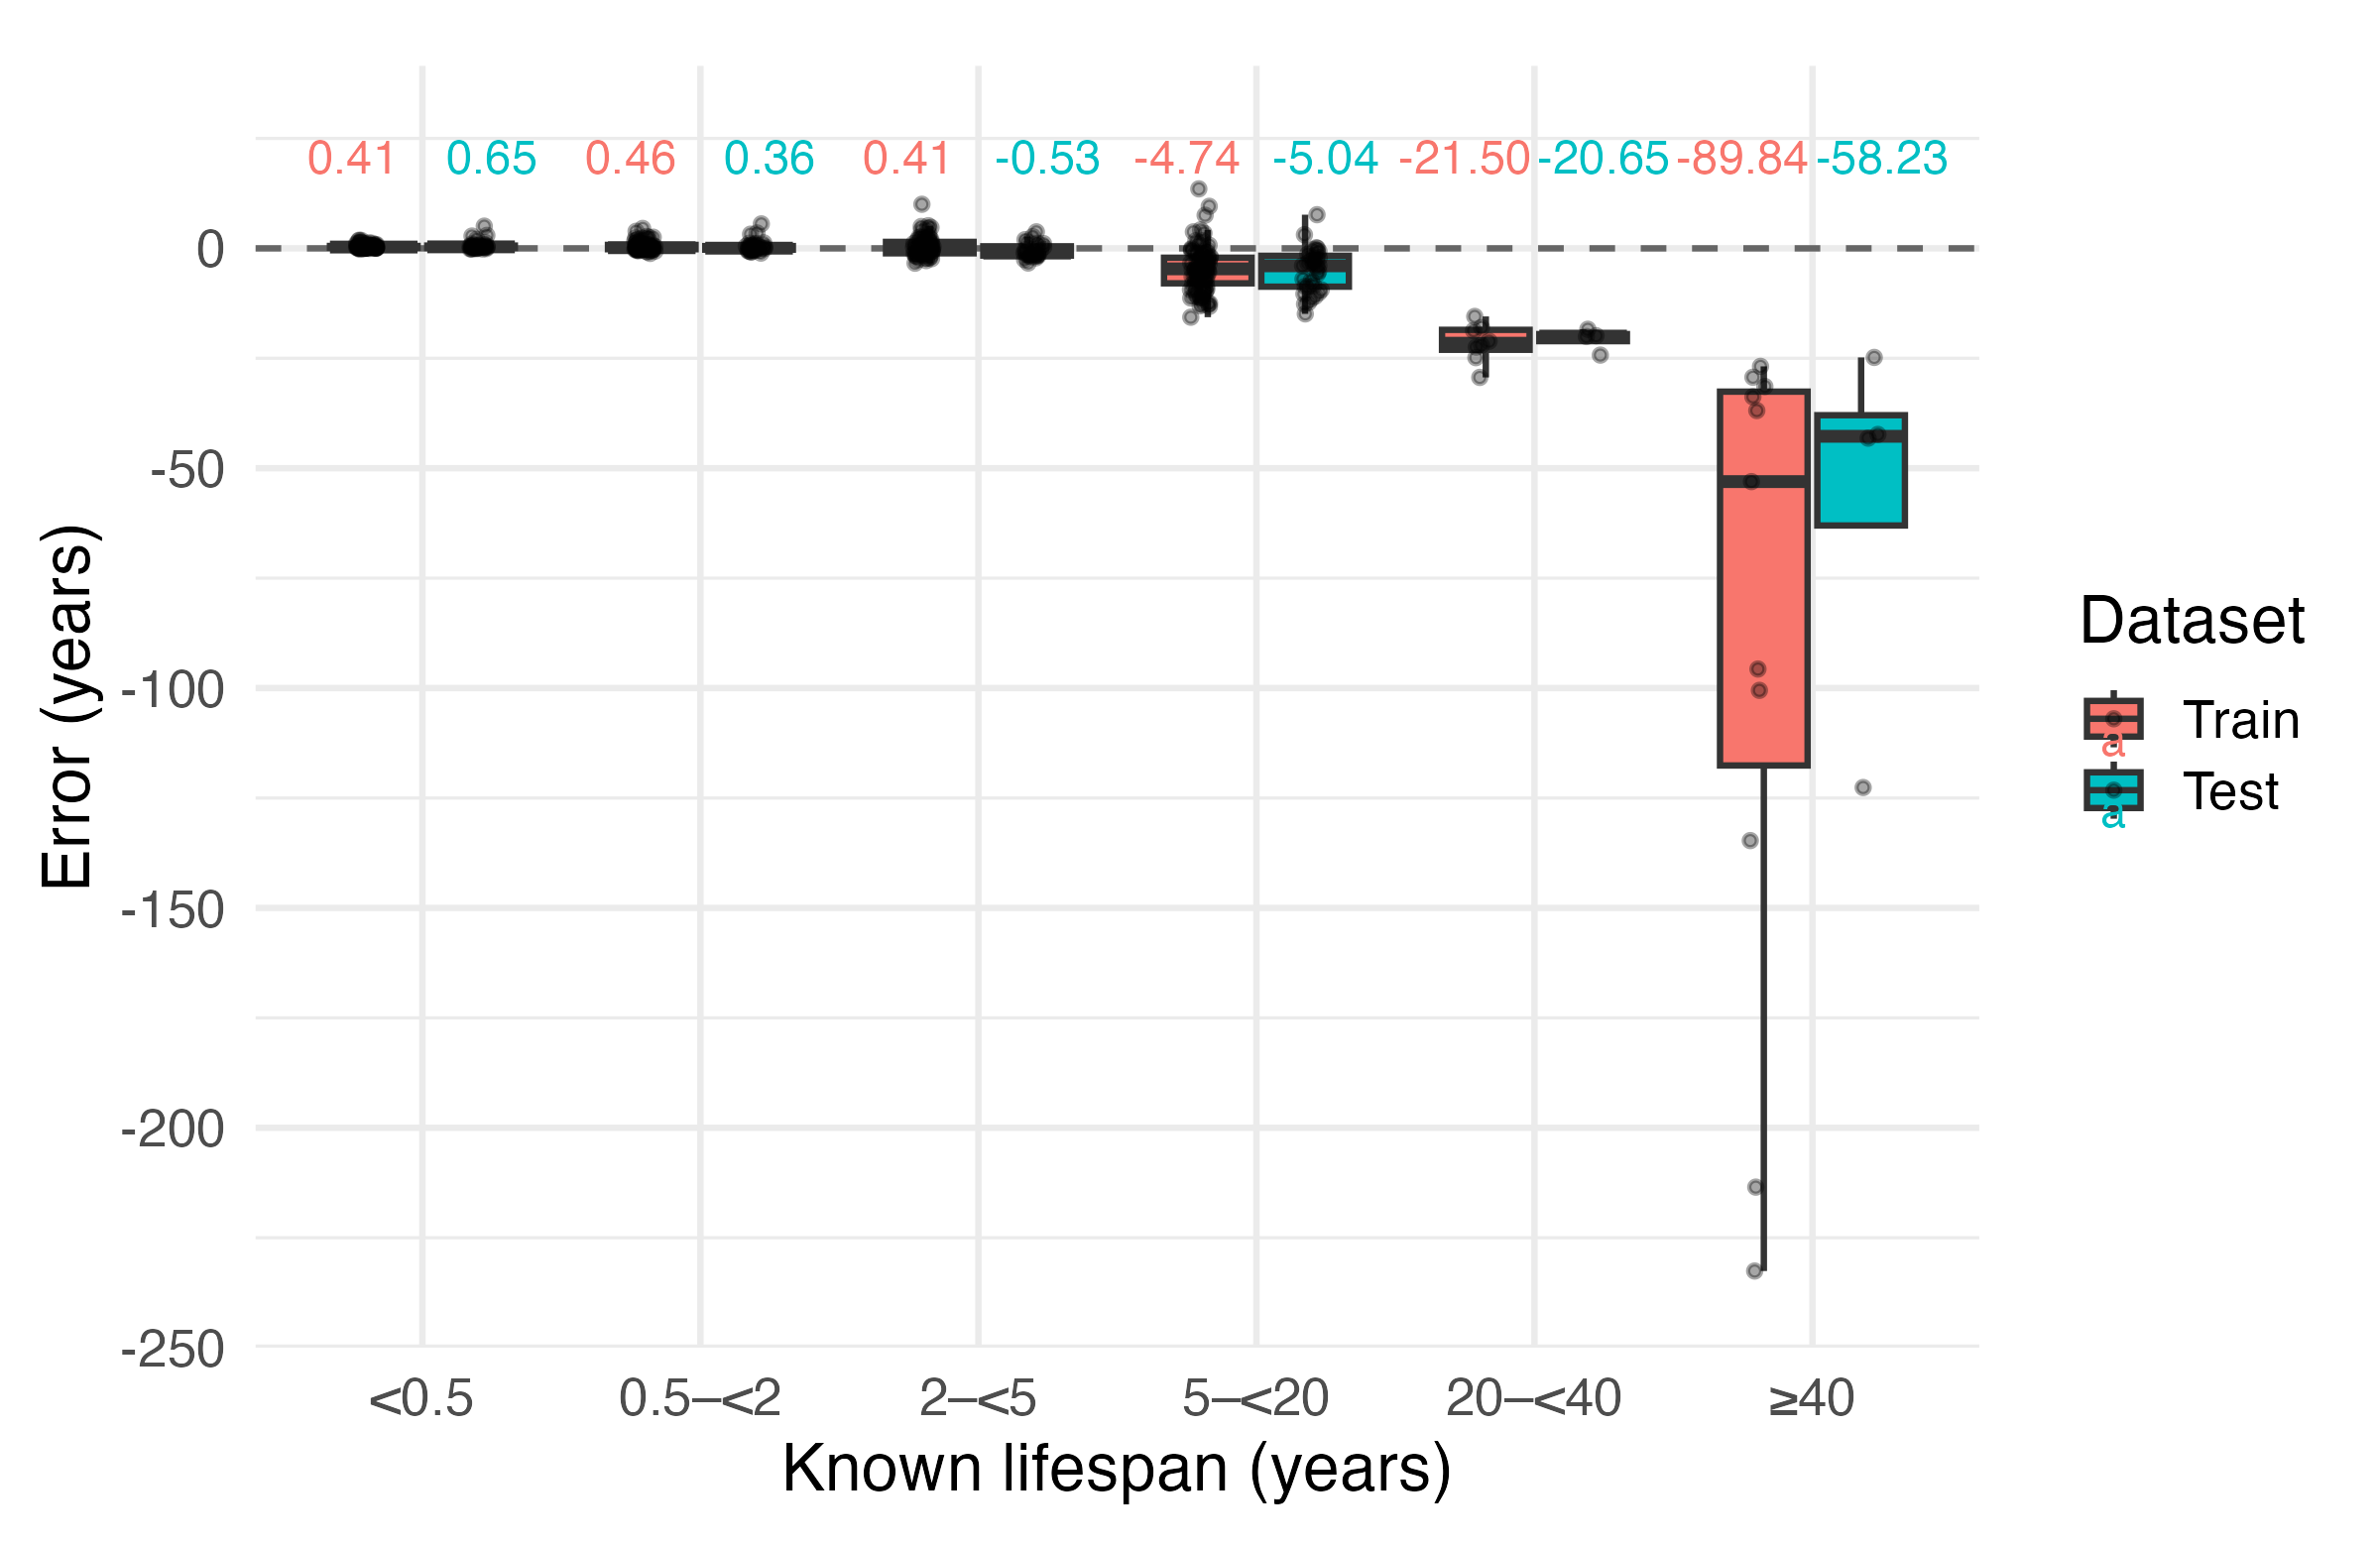 0.41 0.65 0.46 0.36 0.41 -0.53 -4.74 -5.04 -21.50 -20.65 -89.84 -58.23
0
-50
-100
-150
-200
-250
Error (years)
<0.5 0.5–<2 2–<5 5–<20 20–<40 ≥40
Known lifespan (years)
Dataset
a Train
a Test